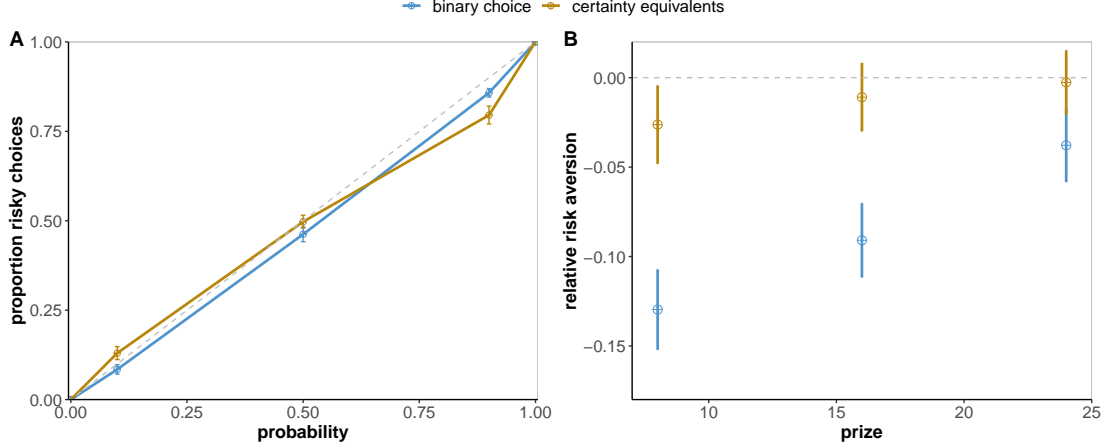 binary choice certainty equivalents
A
proportion risky choices
1.00
0.75
0.50
0.25
0.00
0.00 0.25 0.50 0.75 1.00
probability
B
relative risk aversion
0.00
−0.05
−0.10
−0.15
10 15 20 25
prize